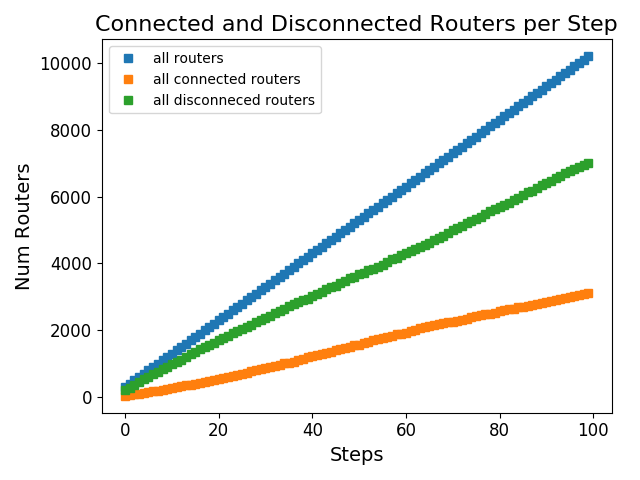 Connected and Disconnected Routers per Step
all routers
all connected routers
all disconneced routers
Num Routers
10000
8000
6000
4000
2000
0
0 20 40 60 80 100
Steps